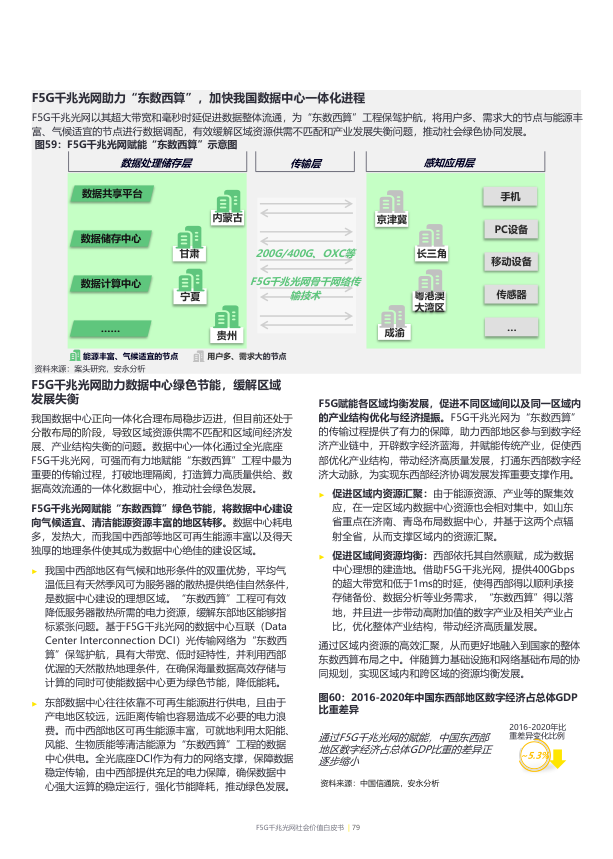 F5G千兆光网助力“东数西算”，加快我国数据中心一体化进程
F5G千兆光网以其超大带宽和毫秒时延促进数据整体流通，为“东数西算”工程保驾护航，将用户多、需求大的节点与能源丰
富、气候适宜的节点进行数据调配，有效缓解区域资源供需不匹配和产业发展失衡问题，推动社会绿色协同发展。
图59：F5G千兆光网赋能“东数西算”示意图
数据处理储存层
传输层
感知应用层
数据共享平台
数据储存中心
数据计算中心
……
内蒙古
甘肃
宁夏
贵州
200G/400G、OXC等
F5G千兆光网骨干网络传
输技术
京津冀
长三角
粤港澳
大湾区
成渝
手机
PC设备
移动设备
传感器
...
能源丰富、气候适宜的节点
用户多、需求大的节点
资料来源：案头研究，安永分析
F5G千兆光网助力数据中心绿色节能，缓解区域
发展失衡
我国数据中心正向一体化合理布局稳步迈进，但目前还处于
分散布局的阶段，导致区域资源供需不匹配和区域间经济发
展、产业结构失衡的问题。数据中心一体化通过全光底座
F5G千兆光网，可强而有力地赋能“东数西算”工程中最为
重要的传输过程，打破地理隔阂，打造算力高质量供给、数
据高效流通的一体化数据中心，推动社会绿色发展。
F5G千兆光网赋能“东数西算”绿色节能，将数据中心建设
向气候适宜、清洁能源资源丰富的地区转移。数据中心耗电
多，发热大，而我国中西部等地区可再生能源丰富以及得天
独厚的地理条件使其成为数据中心绝佳的建设区域。
► 我国中西部地区有气候和地形条件的双重优势，平均气
温低且有天然季风可为服务器的散热提供绝佳自然条件，
是数据中心建设的理想区域。“东数西算”工程可有效
降低服务器散热所需的电力资源，缓解东部地区能够指
标紧张问题。基于F5G千兆光网的数据中心互联（Data
Center Interconnection DCI）光传输网络为“东数西
算”保驾护航，具有大带宽、低时延特性，并利用西部
优渥的天然散热地理条件，在确保海量数据高效存储与
计算的同时可使能数据中心更为绿色节能，降低能耗。
► 东部数据中心往往依靠不可再生能源进行供电，且由于
产电地区较远，远距离传输也容易造成不必要的电力浪
费。而中西部地区可再生能源丰富，可就地利用太阳能、
风能、生物质能等清洁能源为“东数西算”工程的数据
中心供电。全光底座DCI作为有力的网络支撑，保障数据
稳定传输，由中西部提供充足的电力保障，确保数据中
心强大运算的稳定运行，强化节能降耗，推动绿色发展。
F5G赋能各区域均衡发展，促进不同区域间以及同一区域内
的产业结构优化与经济提振。F5G千兆光网为“东数西算”
的传输过程提供了有力的保障，助力西部地区参与到数字经
济产业链中，开辟数字经济蓝海，并赋能传统产业，促使西
部优化产业结构，带动经济高质量发展，打通东西部数字经
济大动脉，为实现东西部经济协调发展发挥重要支撑作用。
► 促进区域内资源汇聚：由于能源资源、产业等的聚集效
应，在一定区域内数据中心资源也会相对集中，如山东
省重点在济南、青岛布局数据中心，并基于这两个点辐
射全省，从而支撑区域内的资源汇聚。
► 促进区域间资源均衡：西部依托其自然禀赋，成为数据
中心理想的建造地。借助F5G千兆光网，提供400Gbps
的超大带宽和低于1ms的时延，使得西部得以顺利承接
存储备份、数据分析等业务需求，“东数西算”得以落
地，并且进一步带动高附加值的数字产业及相关产业占
比，优化整体产业结构，带动经济高质量发展。
通过区域内资源的高效汇聚，从而更好地融入到国家的整体
东数西算布局之中。伴随算力基础设施和网络基础布局的协
同规划，实现区域内和跨区域的资源均衡发展。
图60：2016-2020年中国东西部地区数字经济占总体GDP
比重差异
通过F5G千兆光网的赋能，中国东西部
地区数字经济占总体GDP比重的差异正
逐步缩小
2016-2020年比
重差异变化比例
~5.3%
资料来源：中国信通院，安永分析
F5G千兆光网社会价值白皮书 | 79